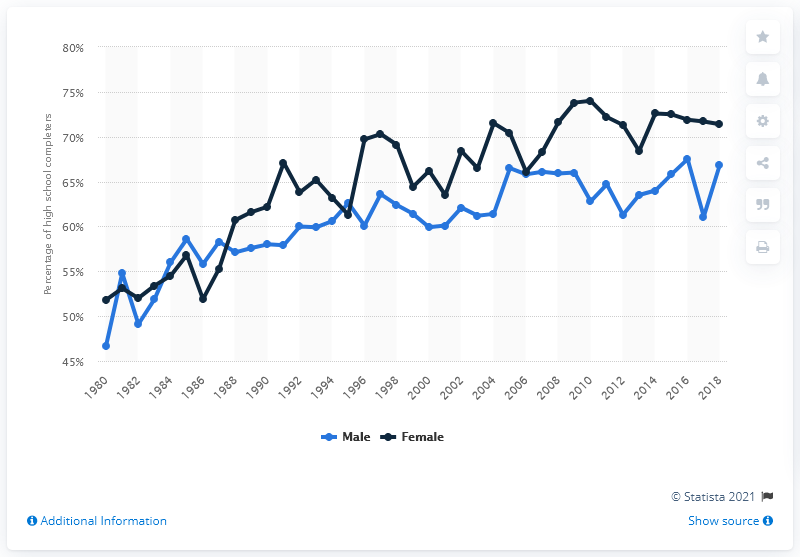 80%
75%
70%
65%
60%
55%
50%
45%
Percentage of high school completers
1980 1982 1984 1986 1988 1990 1992 1994 1996 1998 2000 2002 2004 2006 2008 2010 2012 2014 2016 2018
Male Female
© Statista 2021
Additional Information Show source